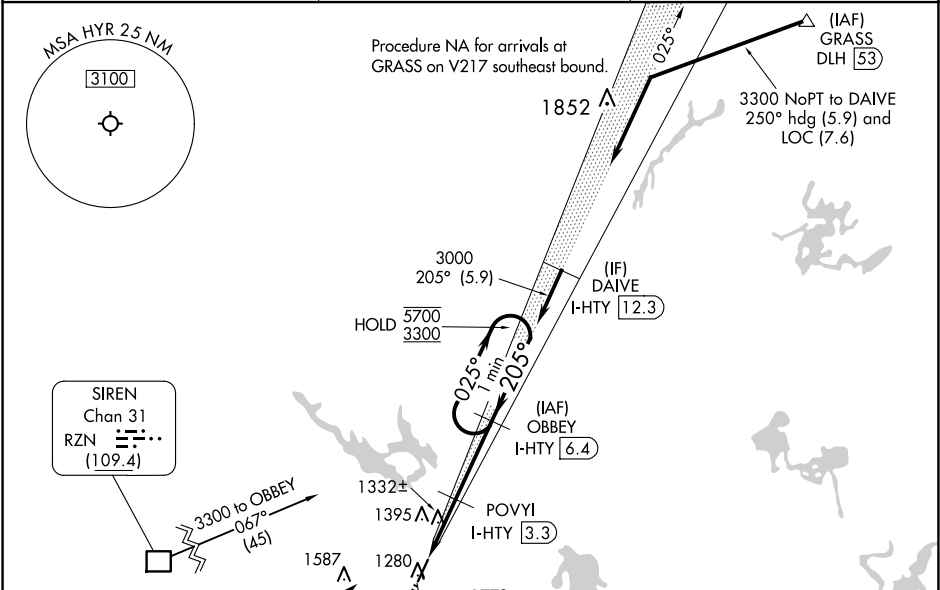 MSA HYR 25 NM
3100
Procedure NA for arrivals at
GRASS on V217 southeast bound.
025°
(IAF)
GRASS
DLH 53
1852
3300 NoPT to DAIVE
250° hdg (5.9) and
LOC (7.6)
3000
205° (5.9)
(IF)
DAIVE
I-HTY 12.3
HOLD 5700
3300
025°
1 min
205°
(IAF)
OBBEY
I-HTY 6.4
SIREN
Chan 31
RZN
(109.4)
3300 to OBBEY
067°
(45)
1332±
1395
POVYI
I-HTY 3.3
1587
1280